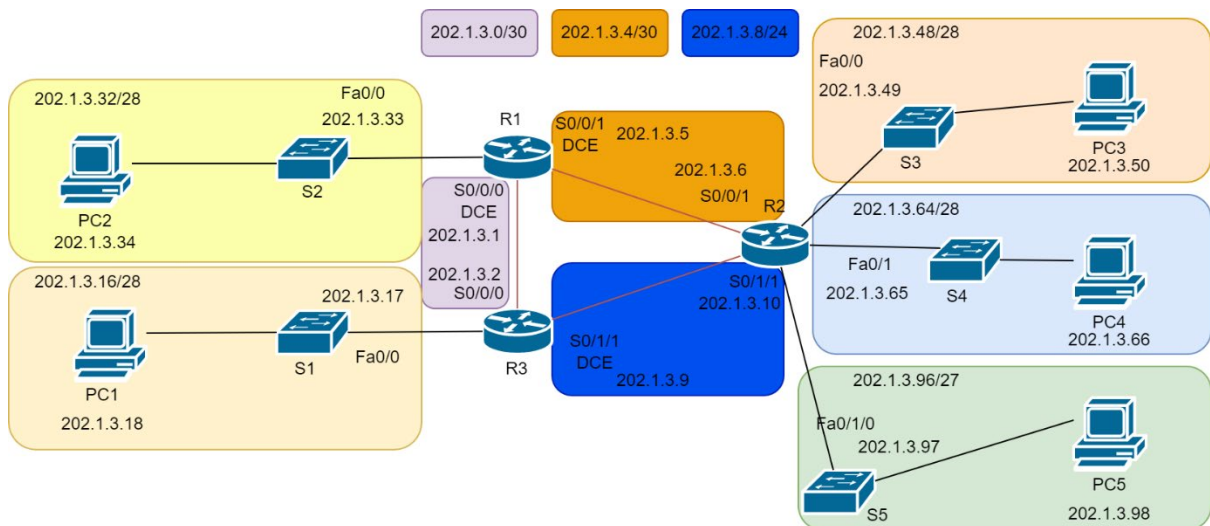 202.1.3.0/30
202.1.3.4/30
202.1.3.8/24
202.1.3.32/28
Fa0/0
202.1.3.33
S2
PC2
202.1.3.34
202.1.3.16/28
202.1.3.17
Fa0/0
S1
PC1
202.1.3.18
R1
S0/0/0
DCE
202.1.3.1
202.1.3.2
S0/0/0
R3
S0/0/1
DCE
202.1.3.5
202.1.3.6
S0/0/1
R2
S0/1/1
202.1.3.10
S0/1/1
DCE
202.1.3.9
202.1.3.48/28
Fa0/0
202.1.3.49
S3
PC3
202.1.3.50
202.1.3.64/28
Fa0/1
202.1.3.65
S4
PC4
202.1.3.66
202.1.3.96/27
Fa0/1/0
202.1.3.97
S5
PC5
202.1.3.98